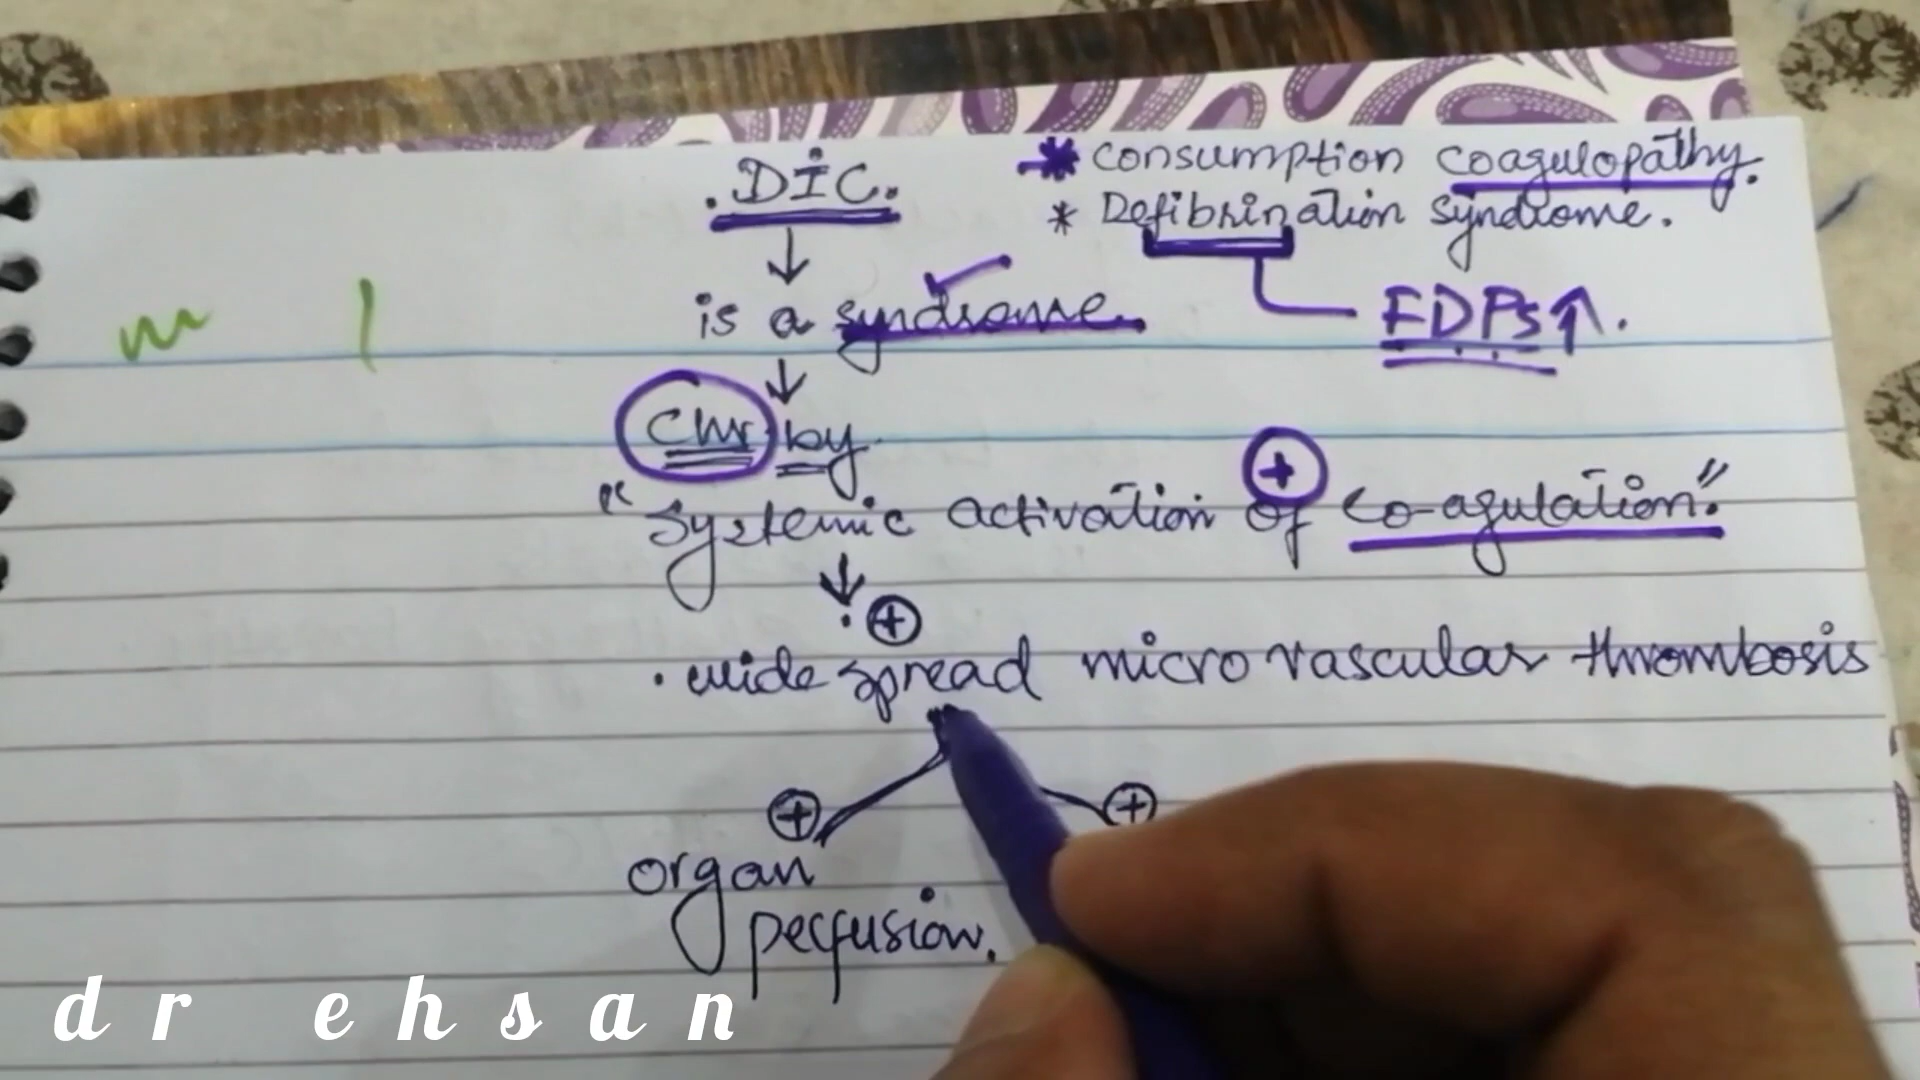 .DIC.
* consumption coagulopathy.
* Defibrination syndrome.
is a syndrome.
FDPs↑.
Chr by
"Systemic activation of co-agulation."
. wide spread micro vascular thrombosis
organ
perfusion.
dr ehsan